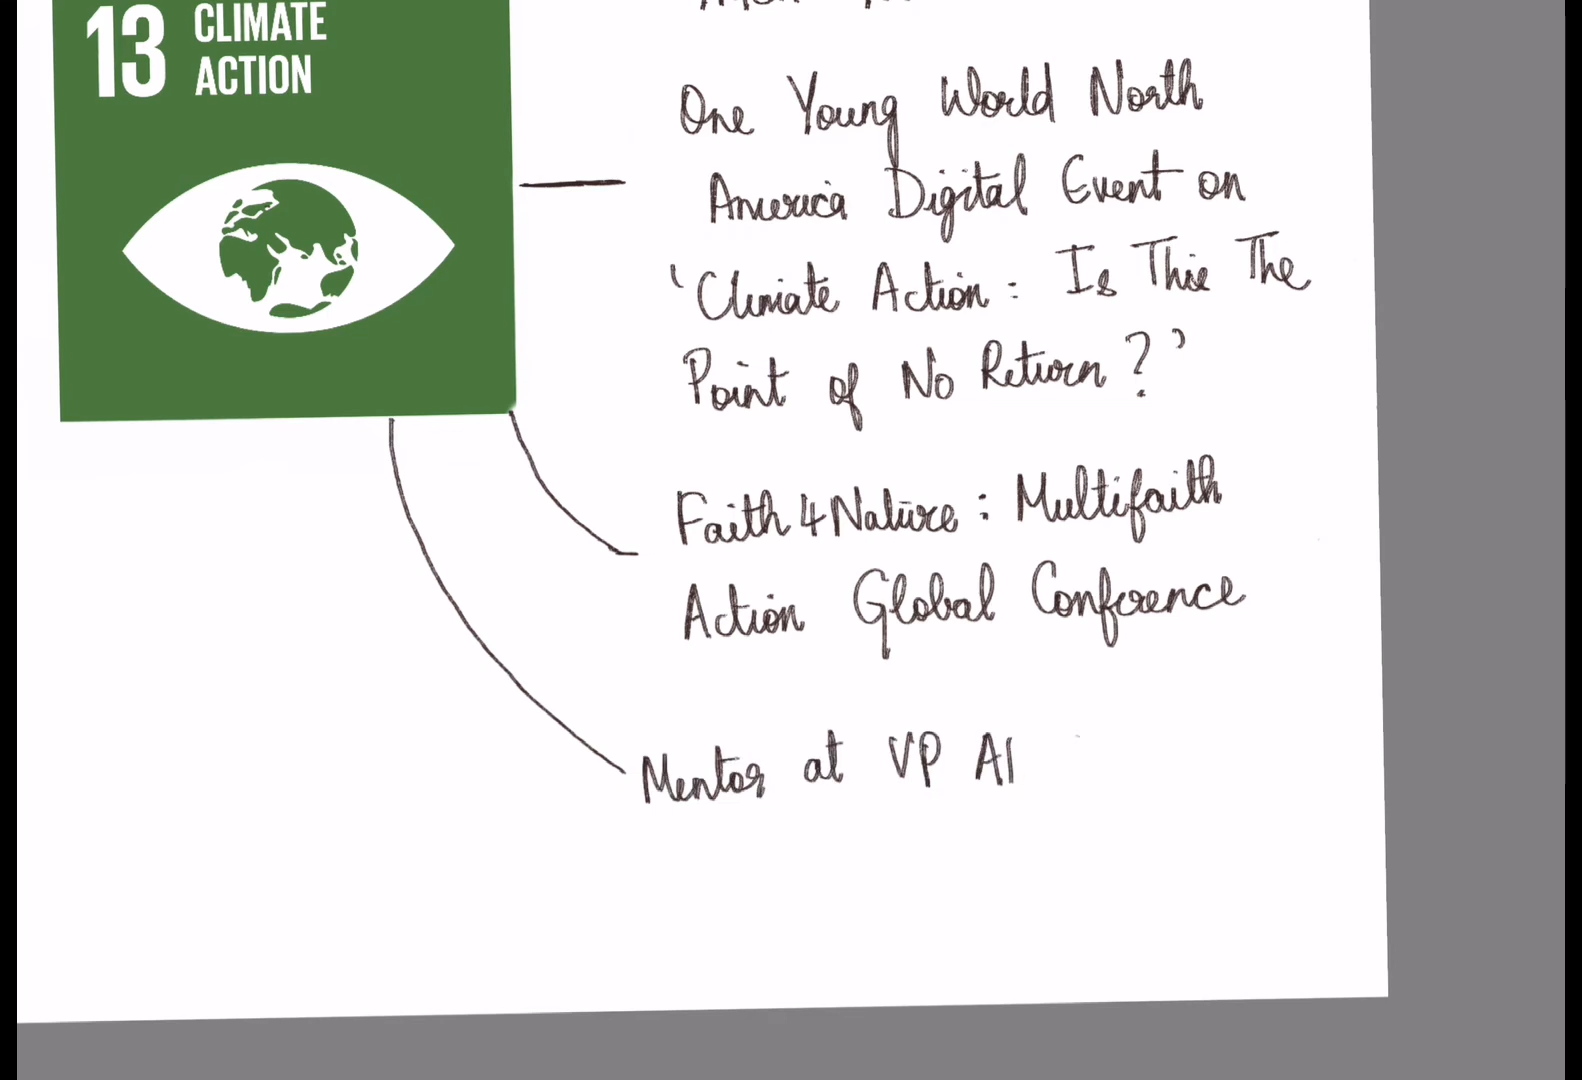 13 CLIMATE
ACTION
One Young World North
America Digital Event on
'Climate Action: Is This The
Point of No Return?'
Faith4Nature: Multifaith
Action Global Conference
Mentor at VP AI